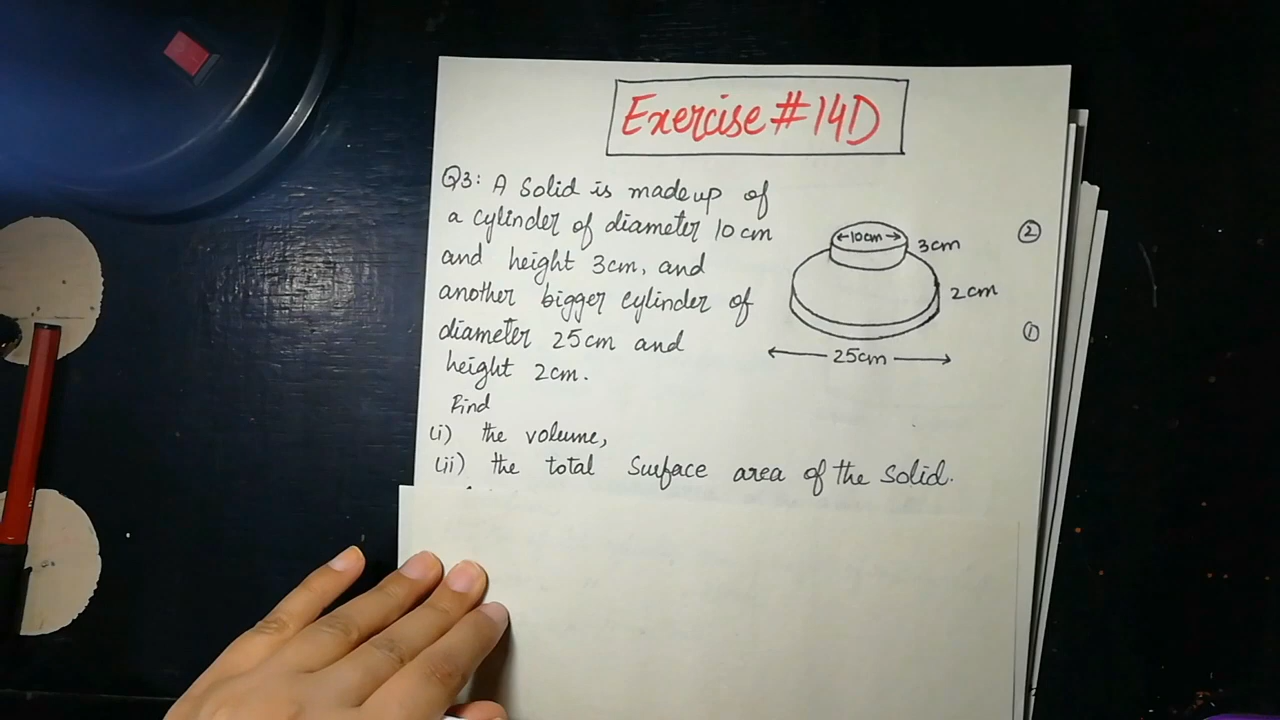 Exercise #14D
Q3: A solid is made up of
a cylinder of diameter 10 cm
and height 3cm, and
another bigger cylinder of
diameter 25cm and
height 2cm.
Find
(i) the volume,
(ii) the total Surface area of the solid.
10cm
3cm
②
2cm
①
25cm